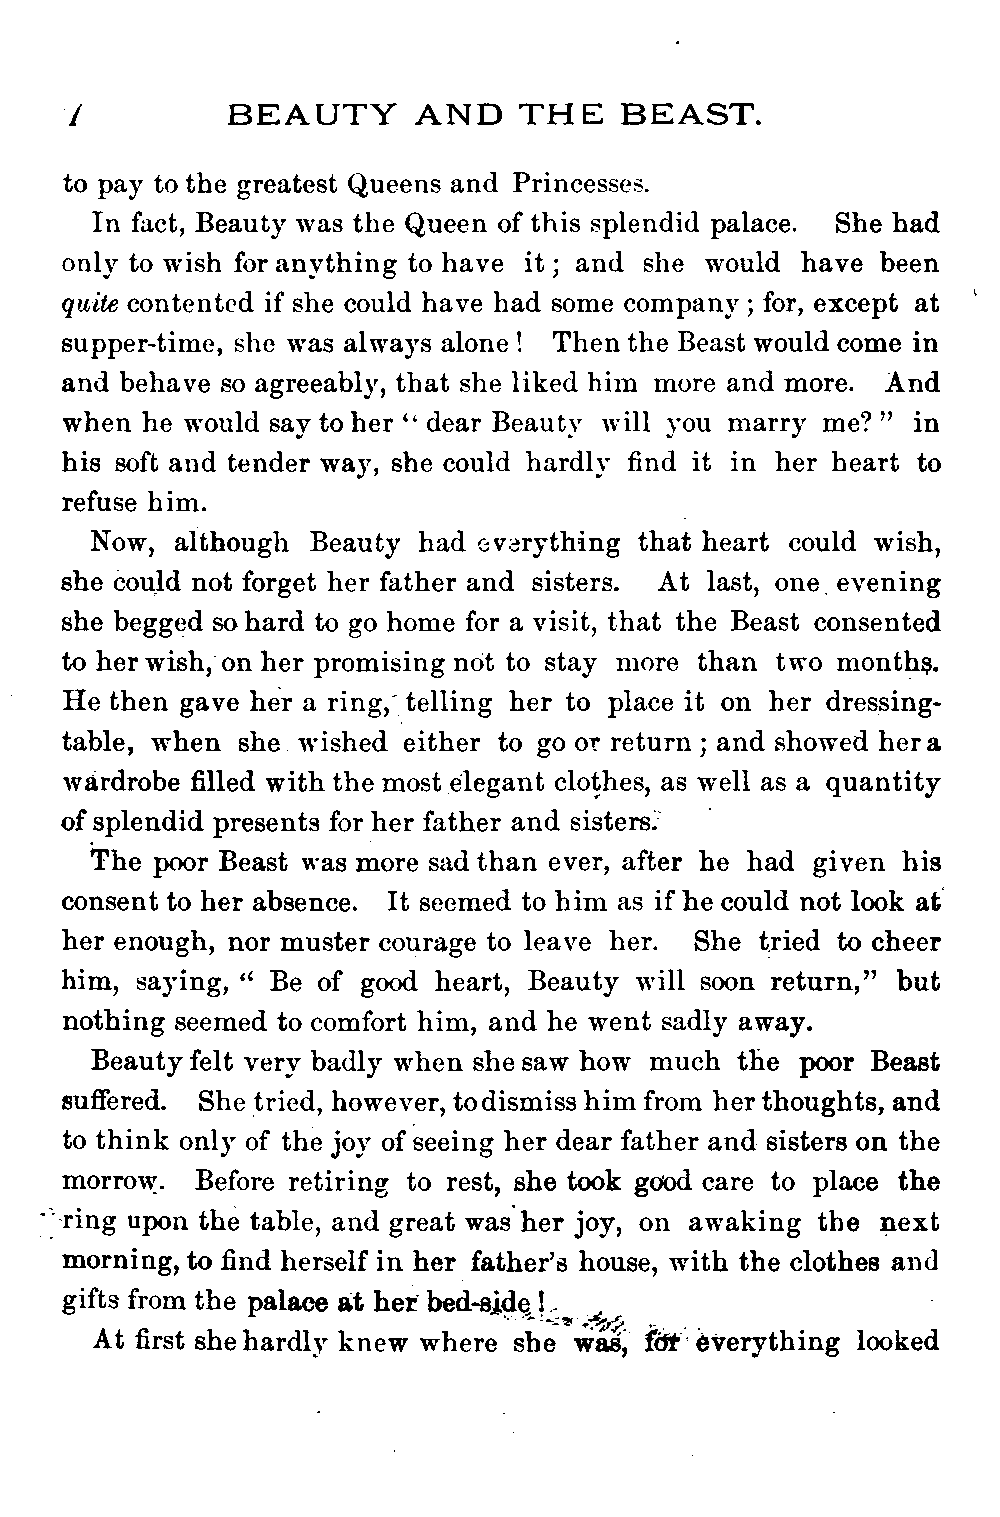 BEAUTY AND THE BEAST.
to pay to the greatest Queens and Princesses.
In fact, Beauty was the Queen of this splendid palace. She had
only to wish for anything to have it; and she would have been
quite contented if she could have had some company; for, except at
supper-time, she was always alone! Then the Beast would come in
and behave so agreeably, that she liked him more and more. And
when he would say to her “ dear Beauty will you marry me? ” in
his soft and tender way, she could hardly find it in her heart to
refuse him.
Now, although Beauty had everything that heart could wish,
she could not forget her father and sisters. At last, one evening
she begged so hard to go home for a visit, that the Beast consented
to her wish, on her promising not to stay more than two months.
He then gave her a ring, telling her to place it on her dressing-
table, when she wished either to go or return; and showed her a
wardrobe filled with the most elegant clothes, as well as a quantity
of splendid presents for her father and sisters.
The poor Beast was more sad than ever, after he had given his
consent to her absence. It seemed to him as if he could not look at
her enough, nor muster courage to leave her. She tried to cheer
him, saying, “ Be of good heart, Beauty will soon return,” but
nothing seemed to comfort him, and he went sadly away.
Beauty felt very badly when she saw how much the poor Beast
suffered. She tried, however, to dismiss him from her thoughts, and
to think only of the joy of seeing her dear father and sisters on the
morrow. Before retiring to rest, she took good care to place the
ring upon the table, and great was her joy, on awaking the next
morning, to find herself in her father’s house, with the clothes and
gifts from the palace at her bed-side!
At first she hardly knew where she was, for everything looked